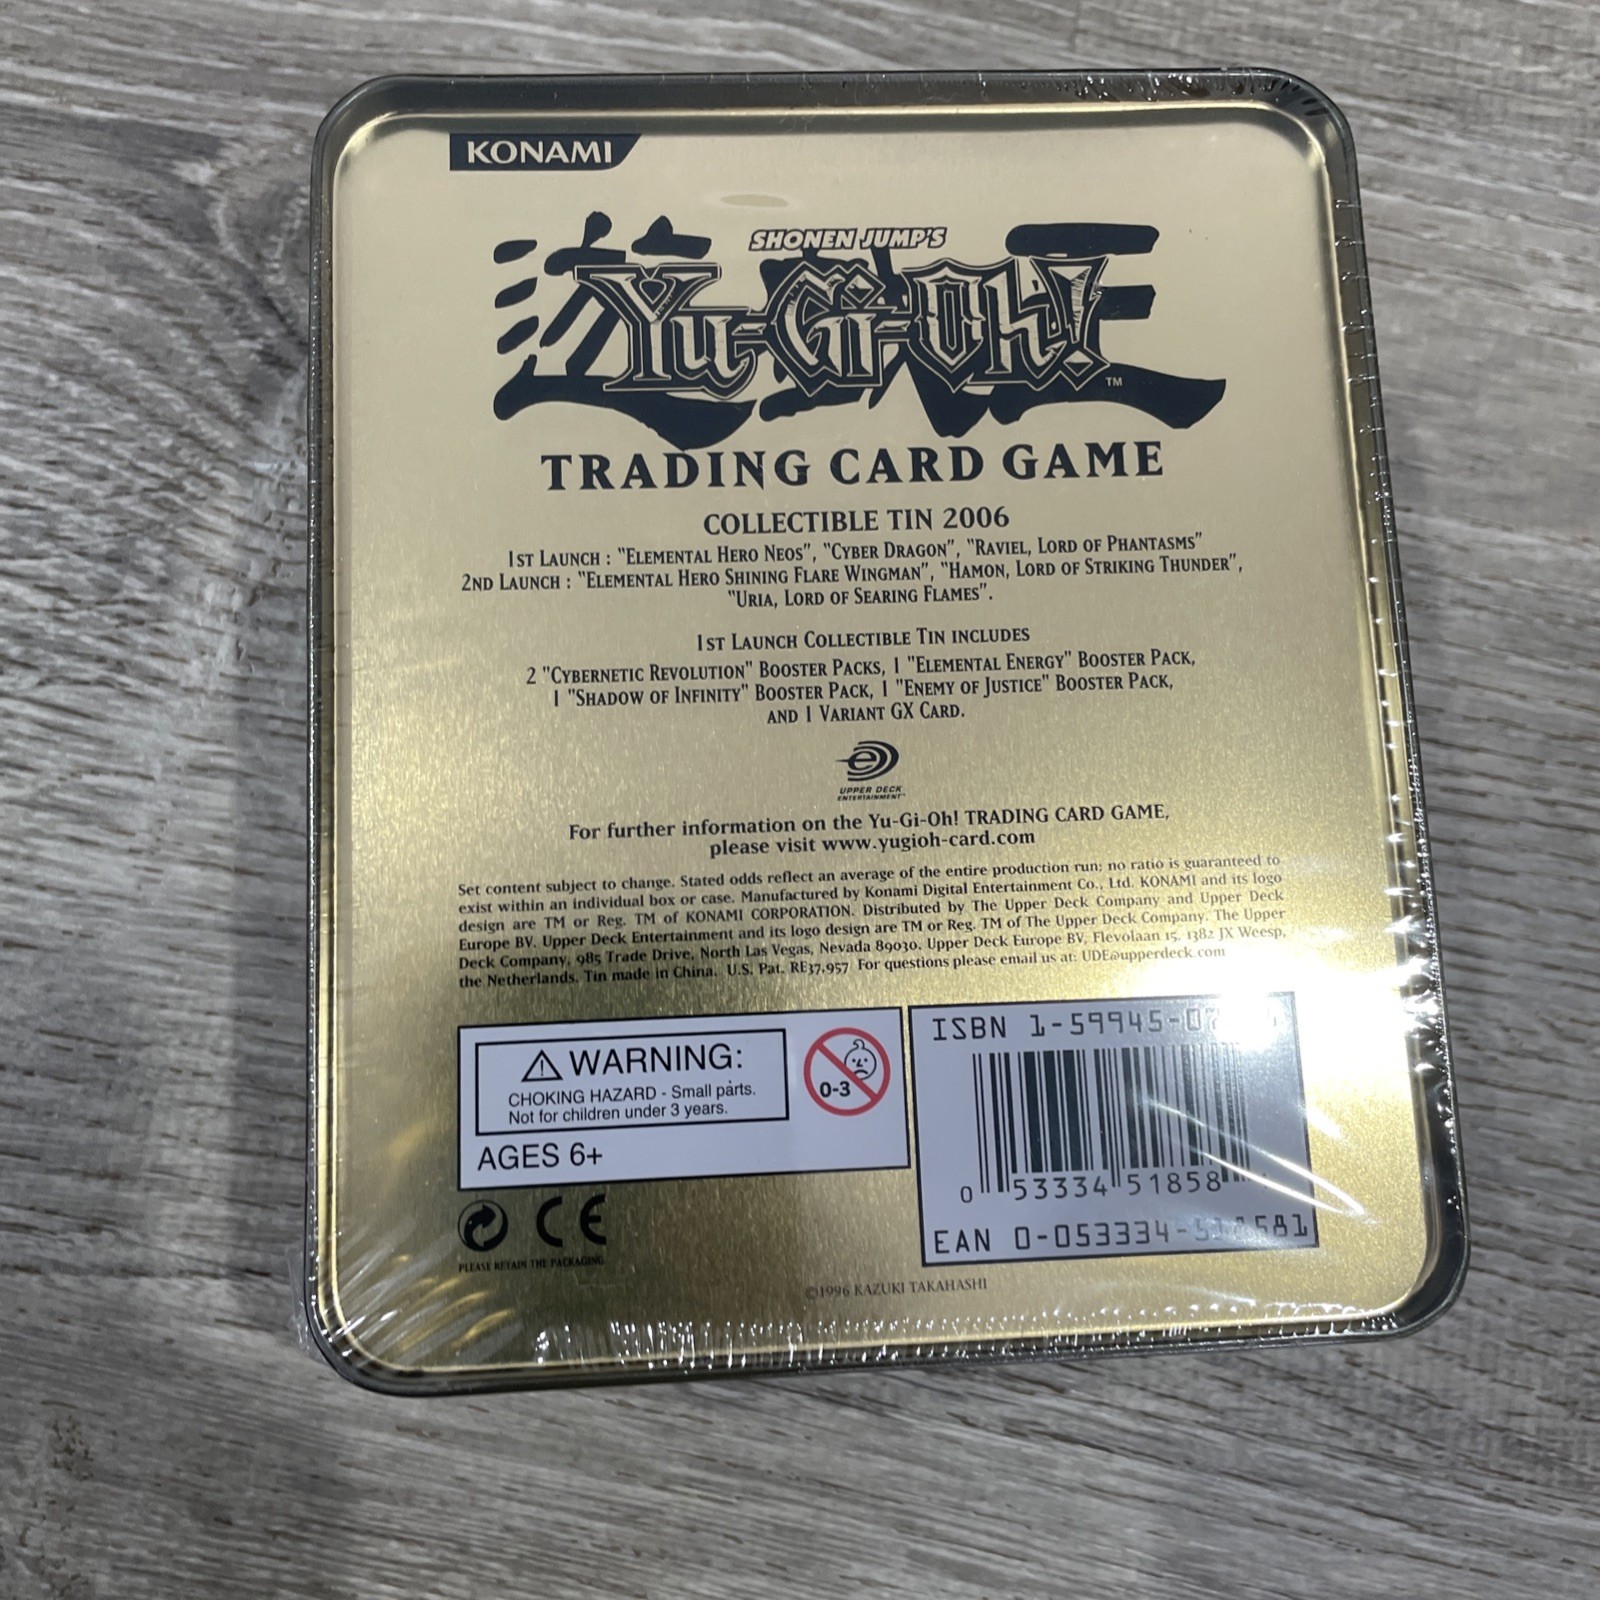 KONAMI
SHONEN JUMP'S
遊戯王
Yu-Gi-Oh! TM
TRADING CARD GAME
COLLECTIBLE TIN 2006
1ST LAUNCH : "ELEMENTAL HERO NEOS", "CYBER DRAGON", "RAVIEL, LORD OF PHANTASMS"
2ND LAUNCH : "ELEMENTAL HERO SHINING FLARE WINGMAN", "HAMON, LORD OF STRIKING THUNDER",
"URIA, LORD OF SEARING FLAMES".
1ST LAUNCH COLLECTIBLE TIN INCLUDES
2 "CYBERNETIC REVOLUTION" BOOSTER PACKS, 1 "ELEMENTAL ENERGY" BOOSTER PACK,
1 "SHADOW OF INFINITY" BOOSTER PACK, 1 "ENEMY OF JUSTICE" BOOSTER PACK,
AND 1 VARIANT GX CARD.
e
UPPER DECK
ENTERTAINMENT
For further information on the Yu-Gi-Oh! TRADING CARD GAME,
please visit www.yugioh-card.com
Set content subject to change. Stated odds reflect an average of the entire production run; no ratio is guaranteed to
exist within an individual box or case. Manufactured by Konami Digital Entertainment Co., Ltd. KONAMI and its logo
design are TM or Reg. TM of KONAMI CORPORATION. Distributed by The Upper Deck Company and Upper Deck
Europe BV. Upper Deck Entertainment and its logo design are TM or Reg. TM of The Upper Deck Company. The Upper
Deck Company, 985 Trade Drive, North Las Vegas, Nevada 89030. Upper Deck Europe BV, Flevolaan 15, 1382 JX Weesp,
the Netherlands. Tin made in China. U.S. Pat. RE37,957 For questions please email us at: UDE@upperdeck.com
WARNING:
CHOKING HAZARD - Small parts.
Not for children under 3 years.
0-3
AGES 6+
CE
PLEASE RETAIN THE PACKAGING
ISBN
0 53334 51858
EAN
©1996 KAZUKI TAKAHASHI